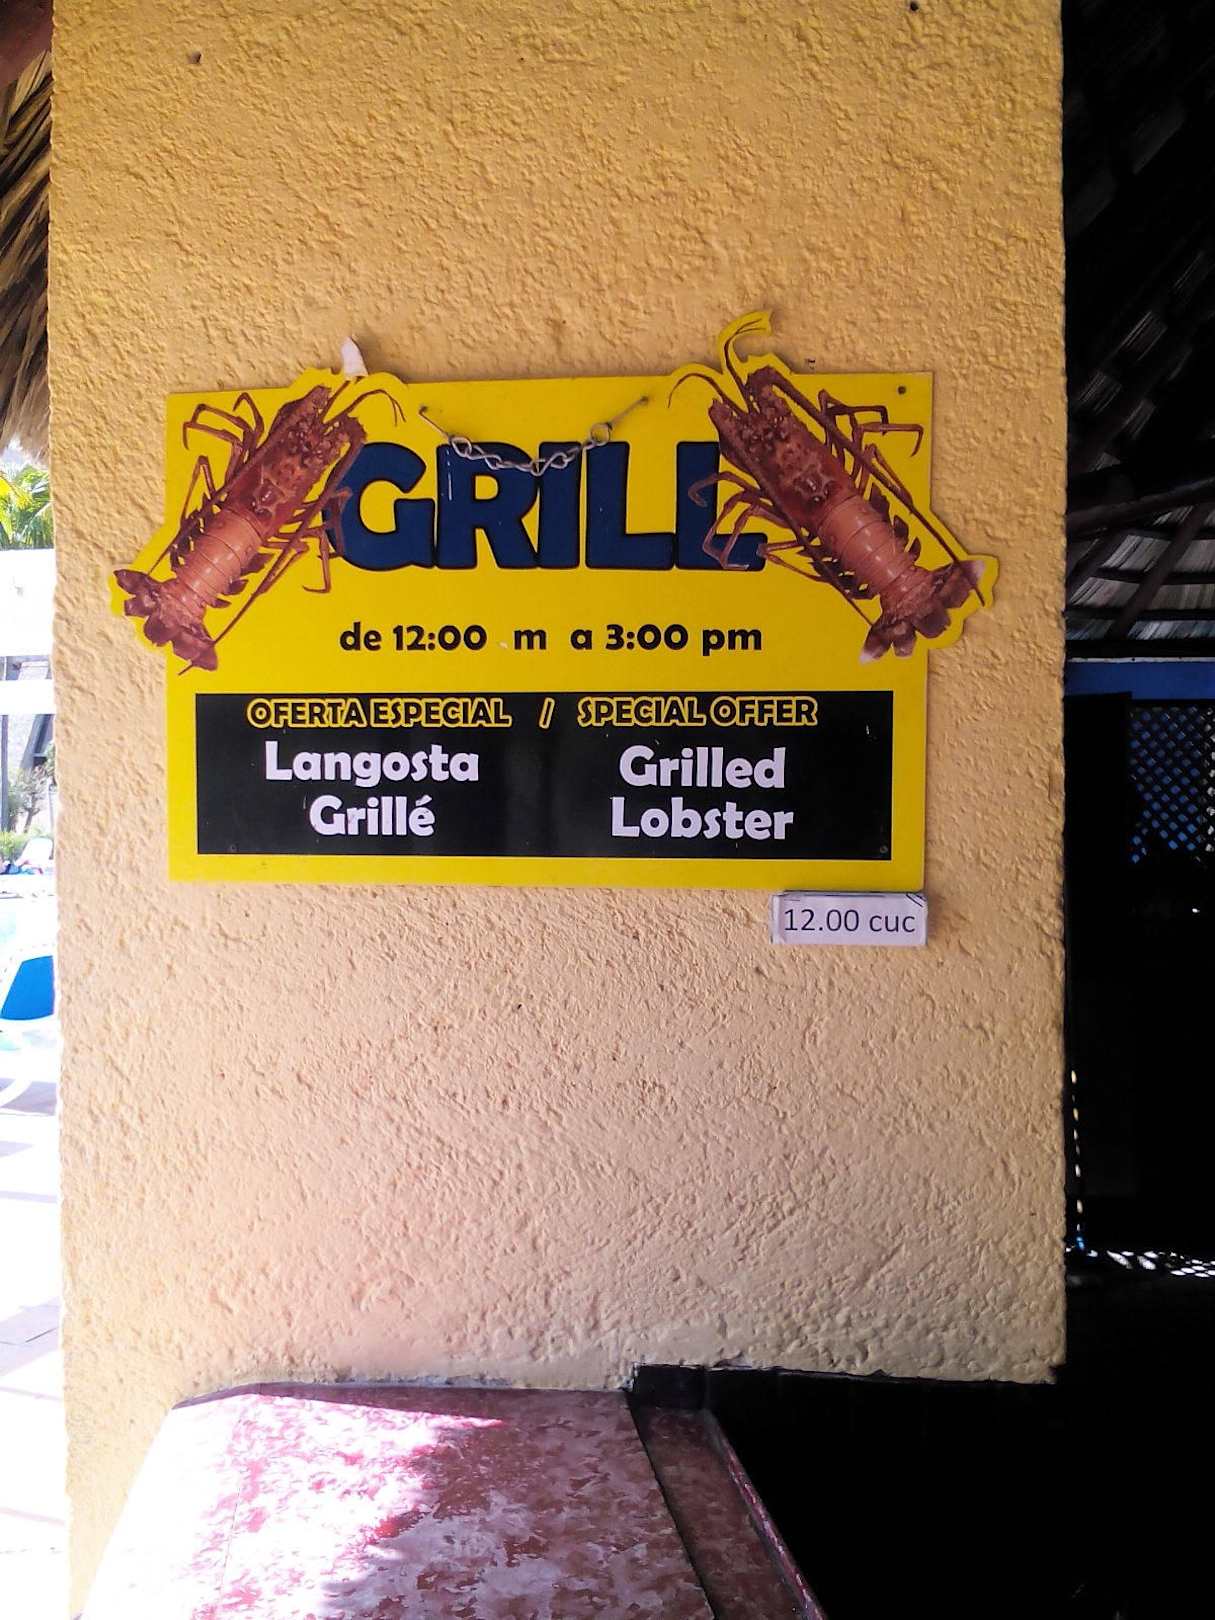 GRILL
de 12:00 m a 3:00 pm
OFERTA ESPECIAL / SPECIAL OFFER
Langosta Grilled
Grillé Lobster
12.00 cuc